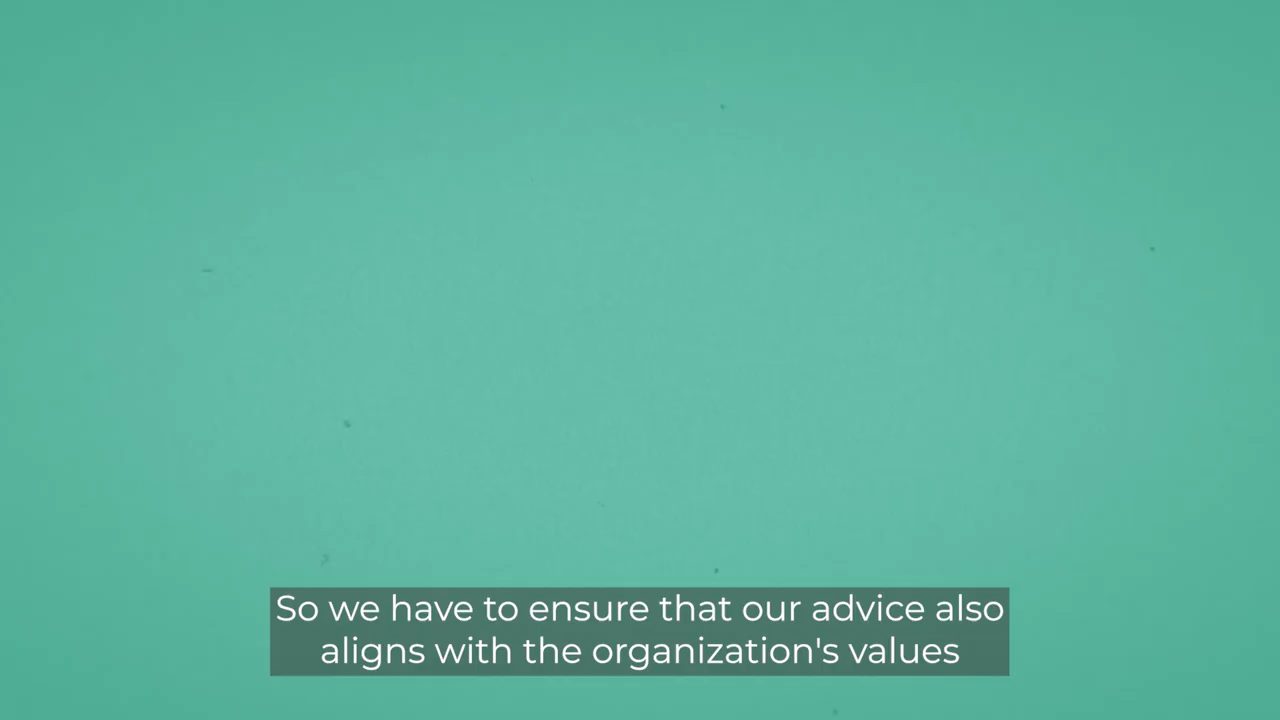 So we have to ensure that our advice also
aligns with the organization's values